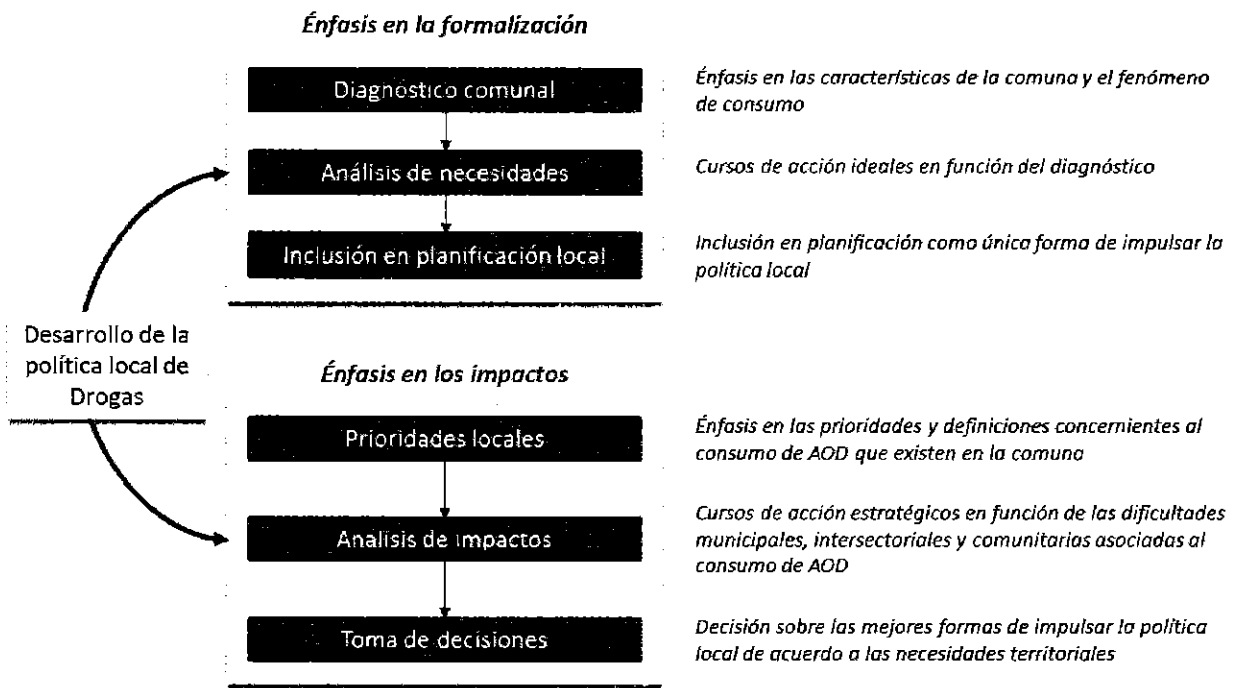 Énfasis en la formalización
Diagnóstico comunal
Énfasis en las características de la comuna y el fenómeno
de consumo
Análisis de necesidades
Cursos de acción ideales en función del diagnóstico
Inclusión en planificación local
Inclusión en planificación como única forma de impulsar la
política local
Desarrollo de la
política local de
Drogas
Énfasis en los impactos
Prioridades locales
Énfasis en las prioridades y definiciones concernientes al
consumo de AOD que existen en la comuna
Analisis de impactos
Cursos de acción estratégicos en función de las dificultades
municipales, intersectoriales y comunitarias asociadas al
consumo de AOD
Toma de decisiones
Decisión sobre las mejores formas de impulsar la política
local de acuerdo a las necesidades territoriales